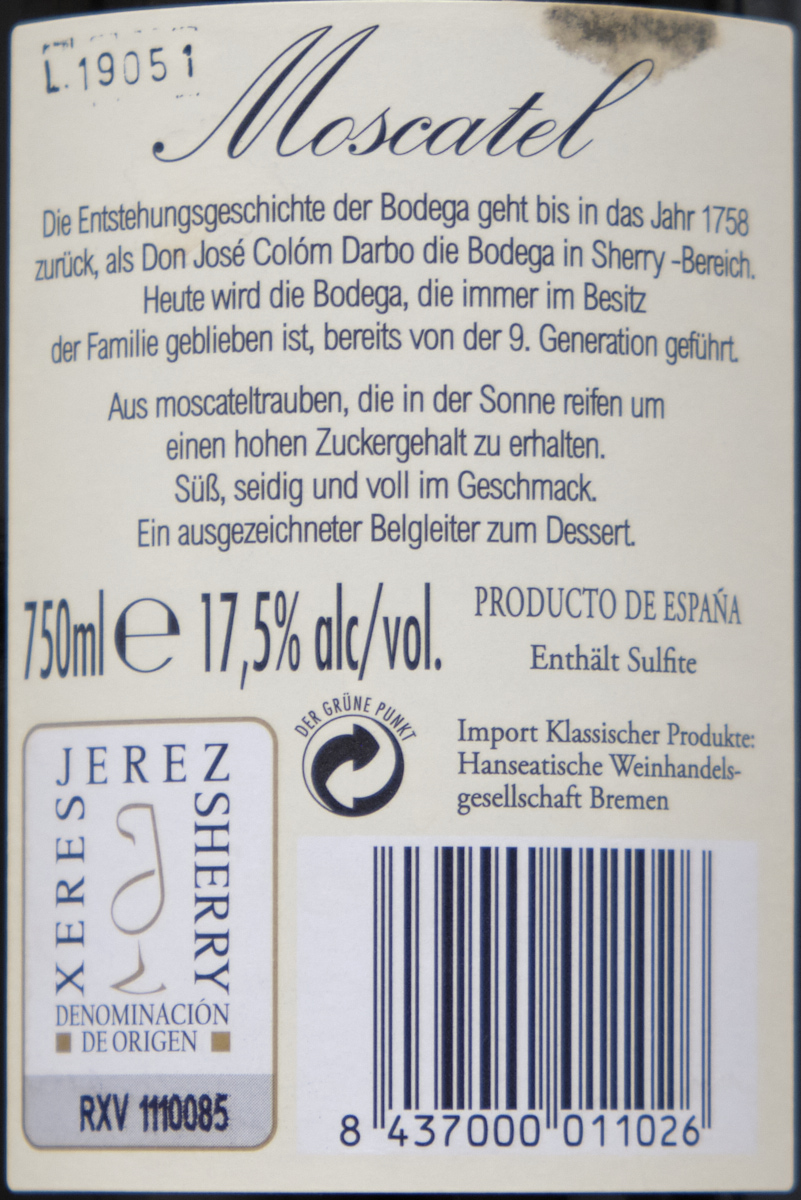 L.19051
Moscatel
Die Entstehungsgeschichte der Bodega geht bis in das Jahr 1758
zurück, als Don José Colóm Darbo die Bodega in Sherry -Bereich.
Heute wird die Bodega, die immer im Besitz
der Familie geblieben ist, bereits von der 9. Generation geführt.
Aus moscateltrauben, die in der Sonne reifen um
einen hohen Zuckergehalt zu erhalten.
Süß, seidig und voll im Geschmack.
Ein ausgezeichneter Belgleiter zum Dessert.
750ml e 17,5% alc/vol.
PRODUCTO DE ESPAÑA
Enthält Sulfite
DER GRÜNE PUNKT
Import Klassischer Produkte:
Hanseatische Weinhandels-
gesellschaft Bremen
JEREZ
XERES
SHERRY
DENOMINACIÓN
DE ORIGEN
RXV 1110085
8 437000 011026